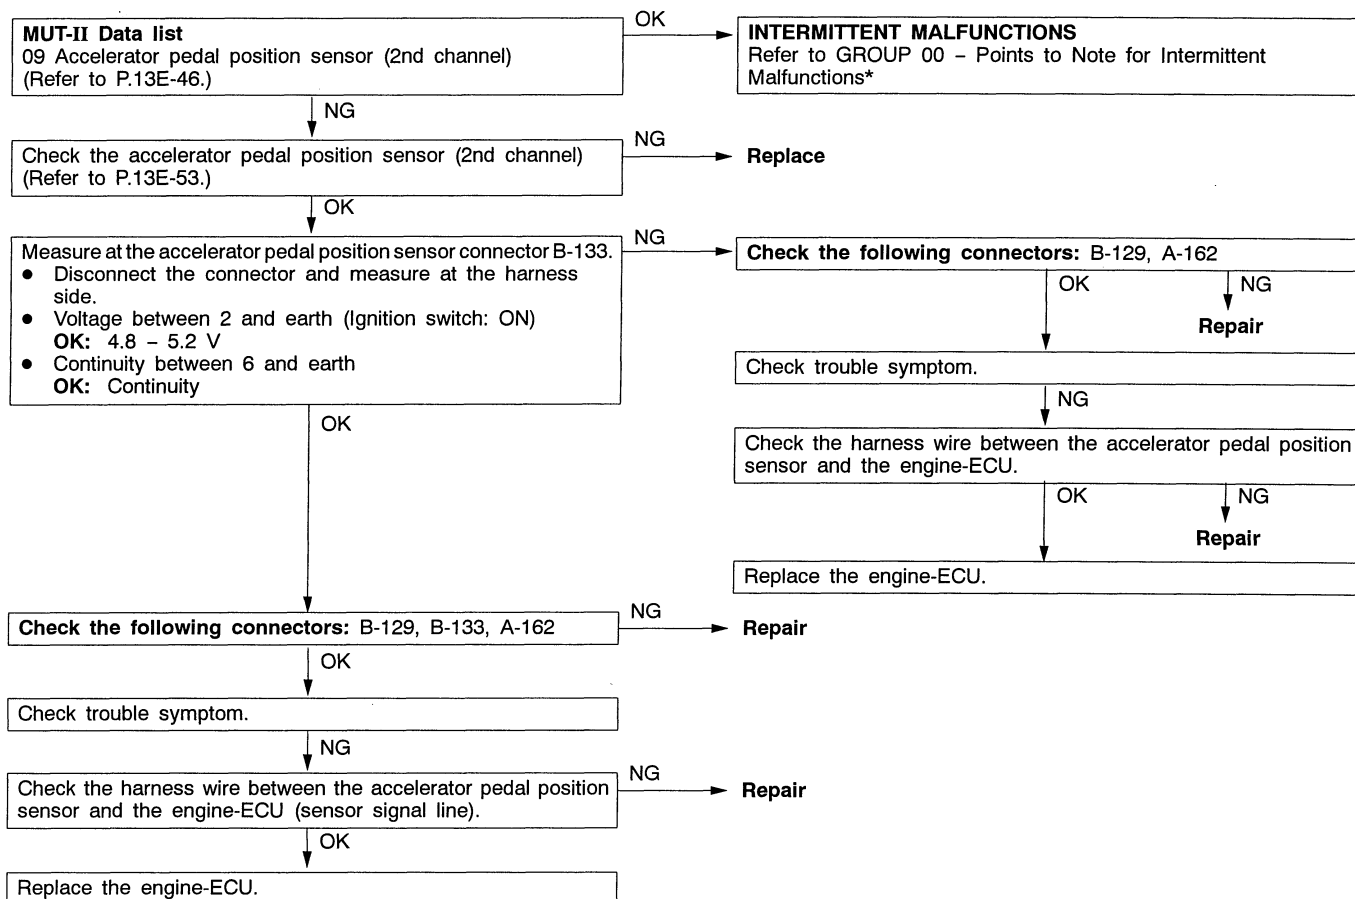 MUT-II Data list
09 Accelerator pedal position sensor (2nd channel)
(Refer to P.13E-46.)
OK
INTERMITTENT MALFUNCTIONS
Refer to GROUP 00 – Points to Note for Intermittent
Malfunctions*
NG
Check the accelerator pedal position sensor (2nd channel)
(Refer to P.13E-53.)
NG
Replace
OK
Measure at the accelerator pedal position sensor connector B-133.
● Disconnect the connector and measure at the harness
side.
● Voltage between 2 and earth (Ignition switch: ON)
OK: 4.8 – 5.2 V
● Continuity between 6 and earth
OK: Continuity
NG
Check the following connectors: B-129, A-162
OK
NG
Repair
Check trouble symptom.
NG
Check the harness wire between the accelerator pedal position
sensor and the engine-ECU.
OK
NG
Repair
Replace the engine-ECU.
OK
Check the following connectors: B-129, B-133, A-162
NG
Repair
OK
Check trouble symptom.
NG
Check the harness wire between the accelerator pedal position
sensor and the engine-ECU (sensor signal line).
NG
Repair
OK
Replace the engine-ECU.